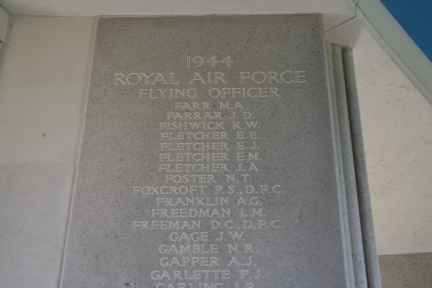 1944
ROYAL AIR FORCE
FLYING OFFICER
FARR M.A.
FARRAR J.D.
FISHWICK K.W.
FLETCHER E.E.
FLETCHER E.J.
FLETCHER E.M.
FLETCHER J.A.
FOSTER N.T.
FOXCROFT P.S., D.F.C.
FRANKLIN A.G.
FREEDMAN L.M.
FREEMAN D.C., D.F.C.
GAGE J.W.
GAMBLE N.R.
GAPPER A.J.
GARLETTE P.J.